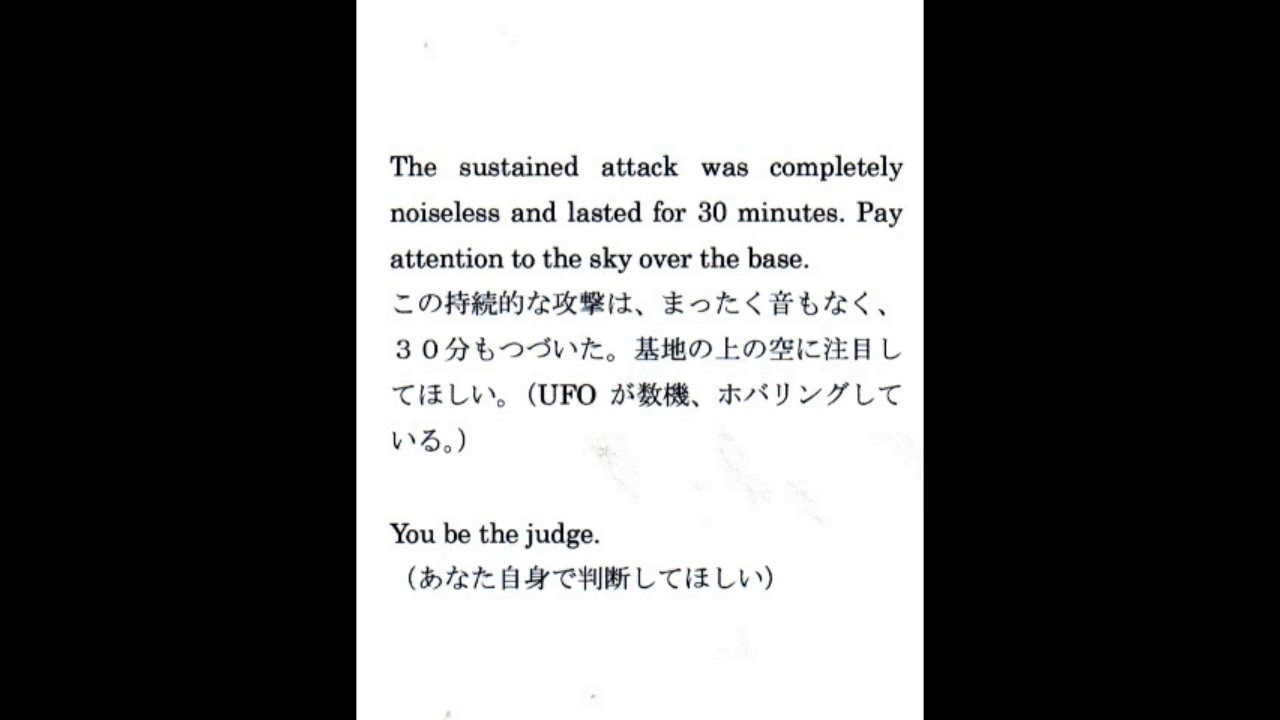 The sustained attack was completely
noiseless and lasted for 30 minutes. Pay
attention to the sky over the base.
この持続的な攻撃は、まったく音もなく、
３０分もつづいた。基地の上の空に注目し
てほしい。（UFO が数機、ホバリングして
いる。）
You be the judge.
（あなた自身で判断してほしい）